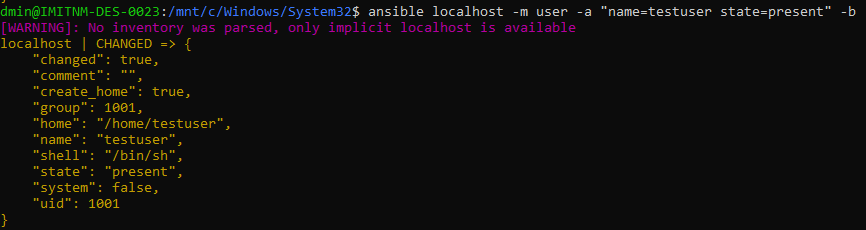 dmin@IMITNM-DES-0023:/mnt/c/Windows/System32$ ansible localhost -m user -a "name=testuser state=present" -b
[WARNING]: No inventory was parsed, only implicit localhost is available
localhost | CHANGED => {
    "changed": true,
    "comment": "",
    "create_home": true,
    "group": 1001,
    "home": "/home/testuser",
    "name": "testuser",
    "shell": "/bin/sh",
    "state": "present",
    "system": false,
    "uid": 1001
}